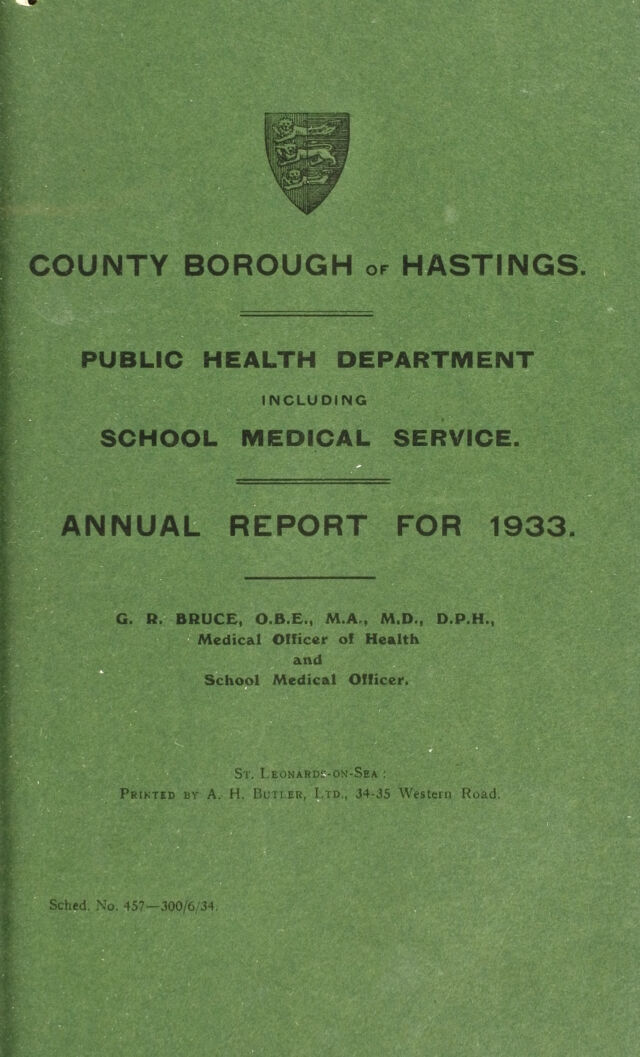 COUNTY BOROUGH OF HASTINGS.
PUBLIC HEALTH DEPARTMENT
INCLUDING
SCHOOL MEDICAL SERVICE.
ANNUAL REPORT FOR 1933.
G. R. BRUCE, O.B.E., M.A., M.D., D.P.H.,
Medical Officer of Health
and
School Medical Officer.
St. Leonards-on-Sea :
Printed by A. H. Butler, Ltd., 34-35 Western Road.
Sched. No. 457—300/6/34.